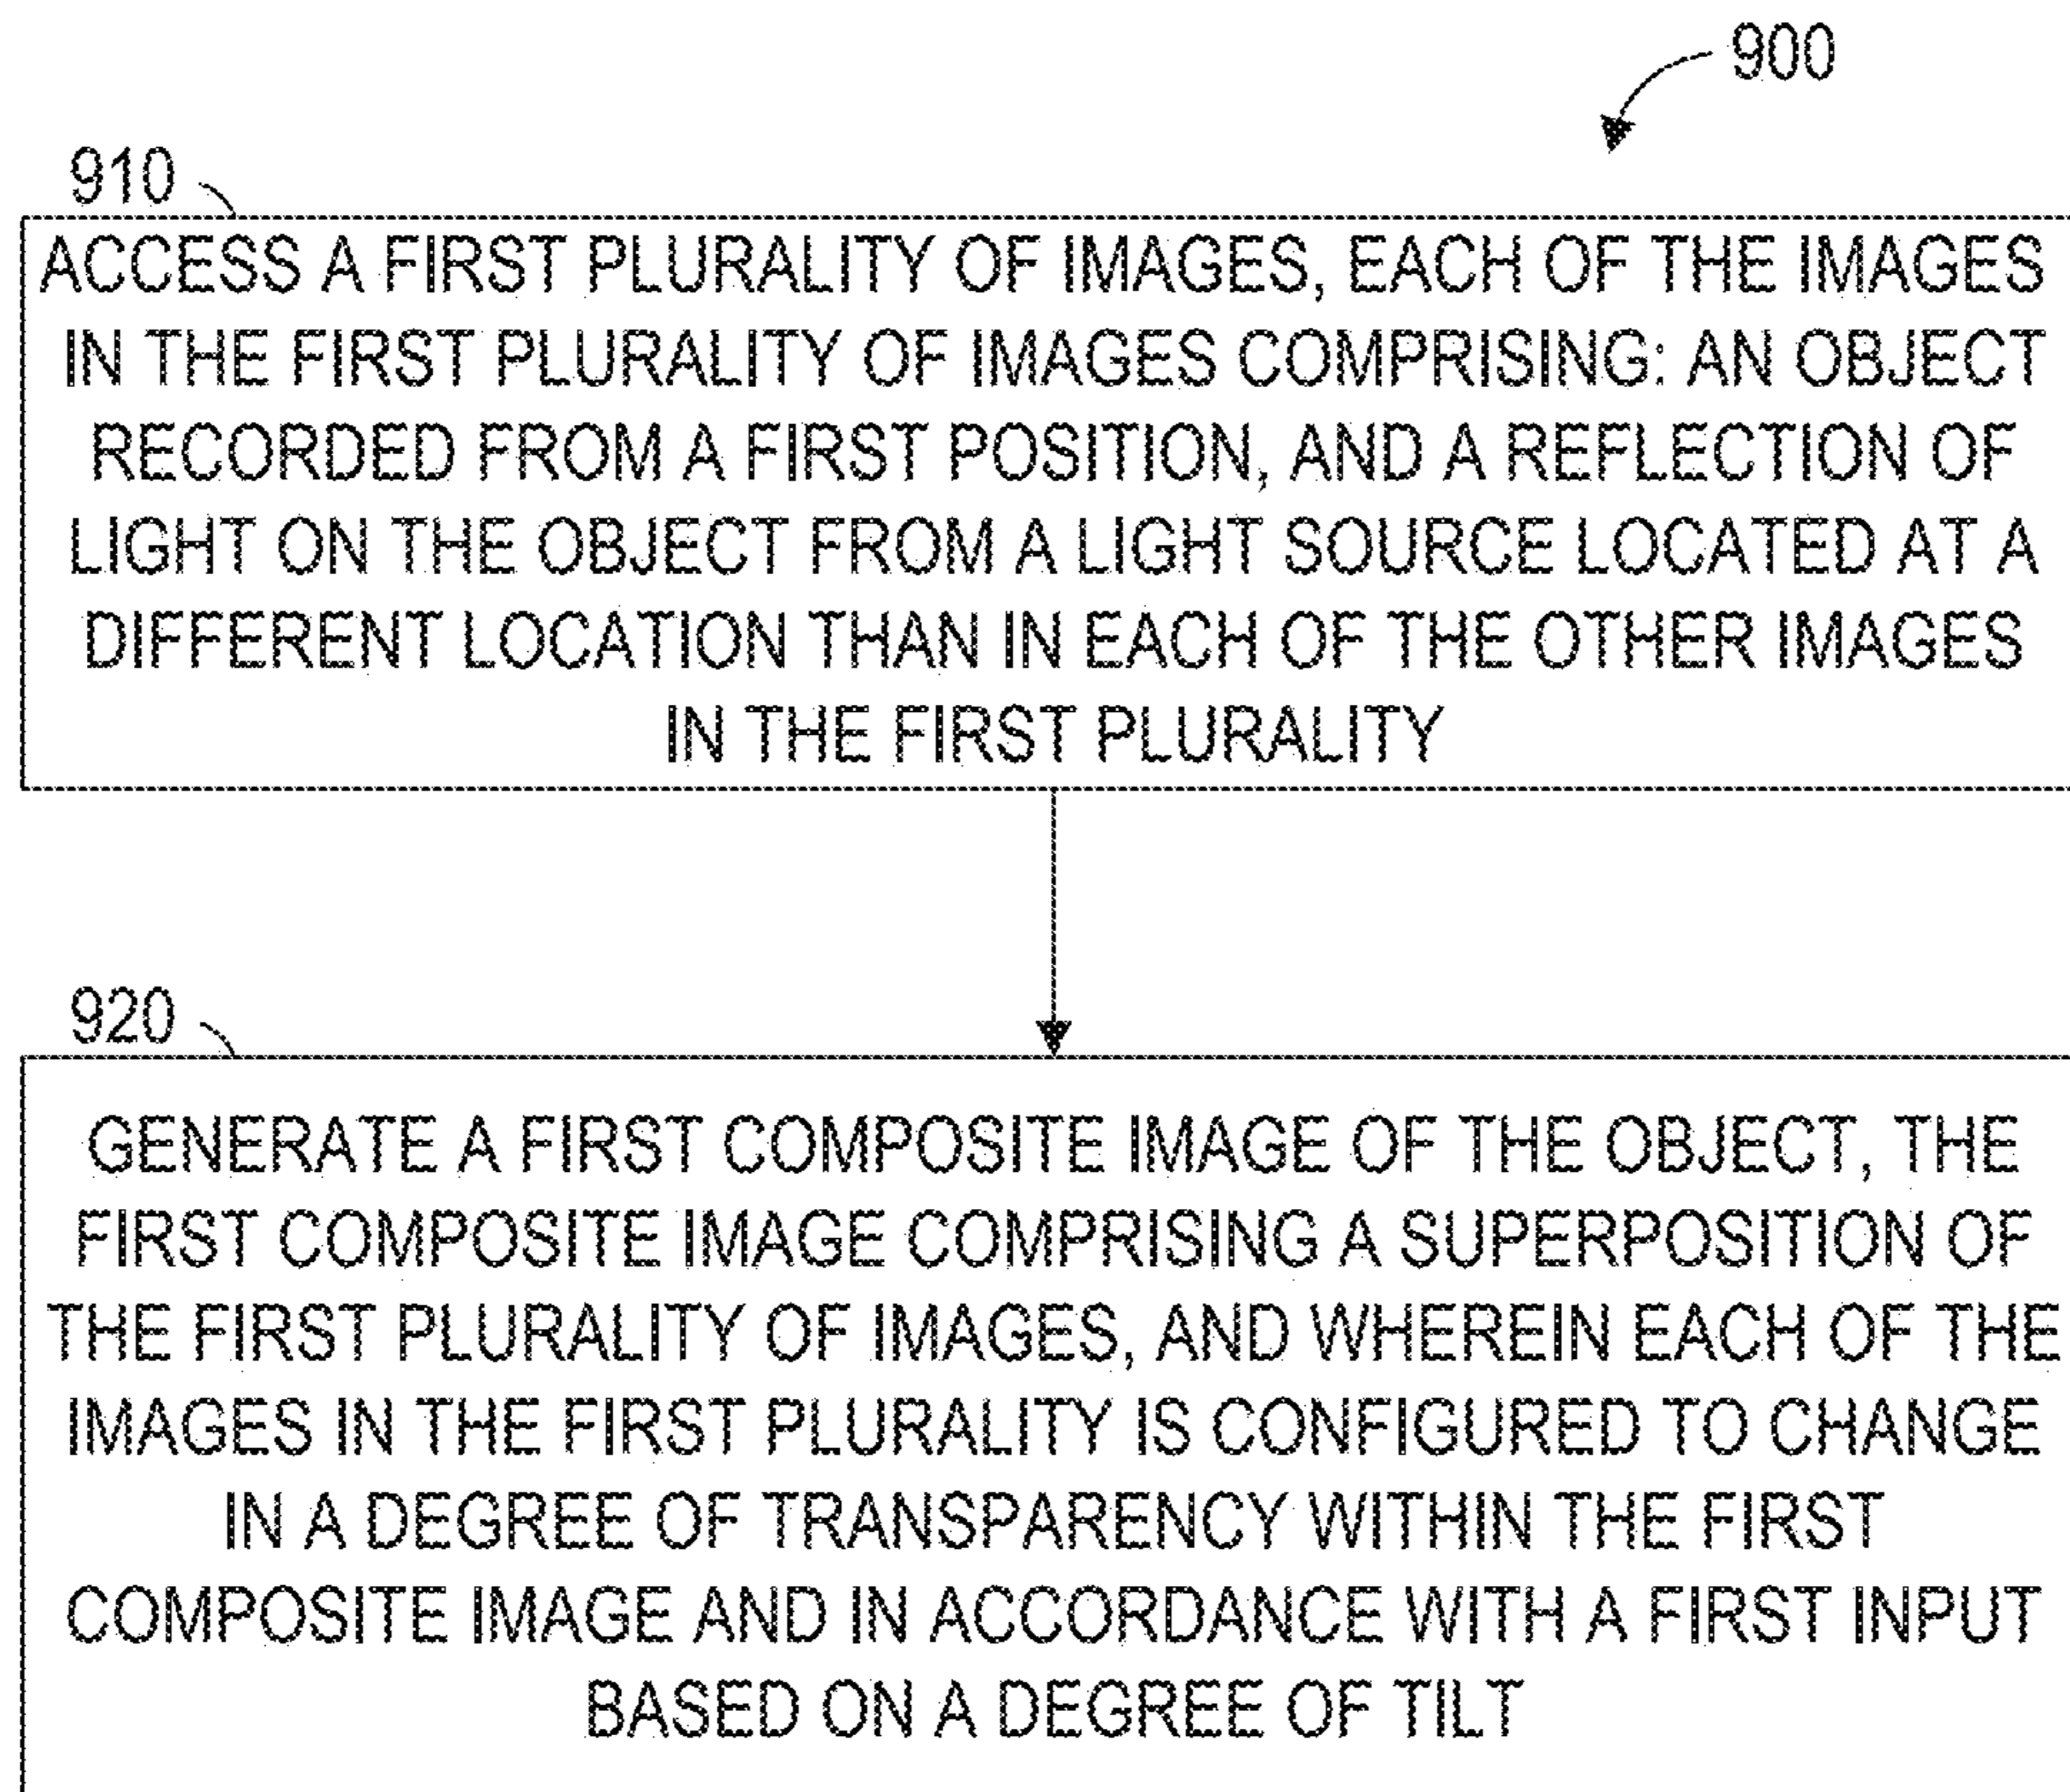 900
910
ACCESS A FIRST PLURALITY OF IMAGES, EACH OF THE IMAGES
IN THE FIRST PLURALITY OF IMAGES COMPRISING: AN OBJECT
RECORDED FROM A FIRST POSITION, AND A REFLECTION OF
LIGHT ON THE OBJECT FROM A LIGHT SOURCE LOCATED AT A
DIFFERENT LOCATION THAN IN EACH OF THE OTHER IMAGES
IN THE FIRST PLURALITY
920
GENERATE A FIRST COMPOSITE IMAGE OF THE OBJECT, THE
FIRST COMPOSITE IMAGE COMPRISING A SUPERPOSITION OF
THE FIRST PLURALITY OF IMAGES, AND WHEREIN EACH OF THE
IMAGES IN THE FIRST PLURALITY IS CONFIGURED TO CHANGE
IN A DEGREE OF TRANSPARENCY WITHIN THE FIRST
COMPOSITE IMAGE AND IN ACCORDANCE WITH A FIRST INPUT
BASED ON A DEGREE OF TILT